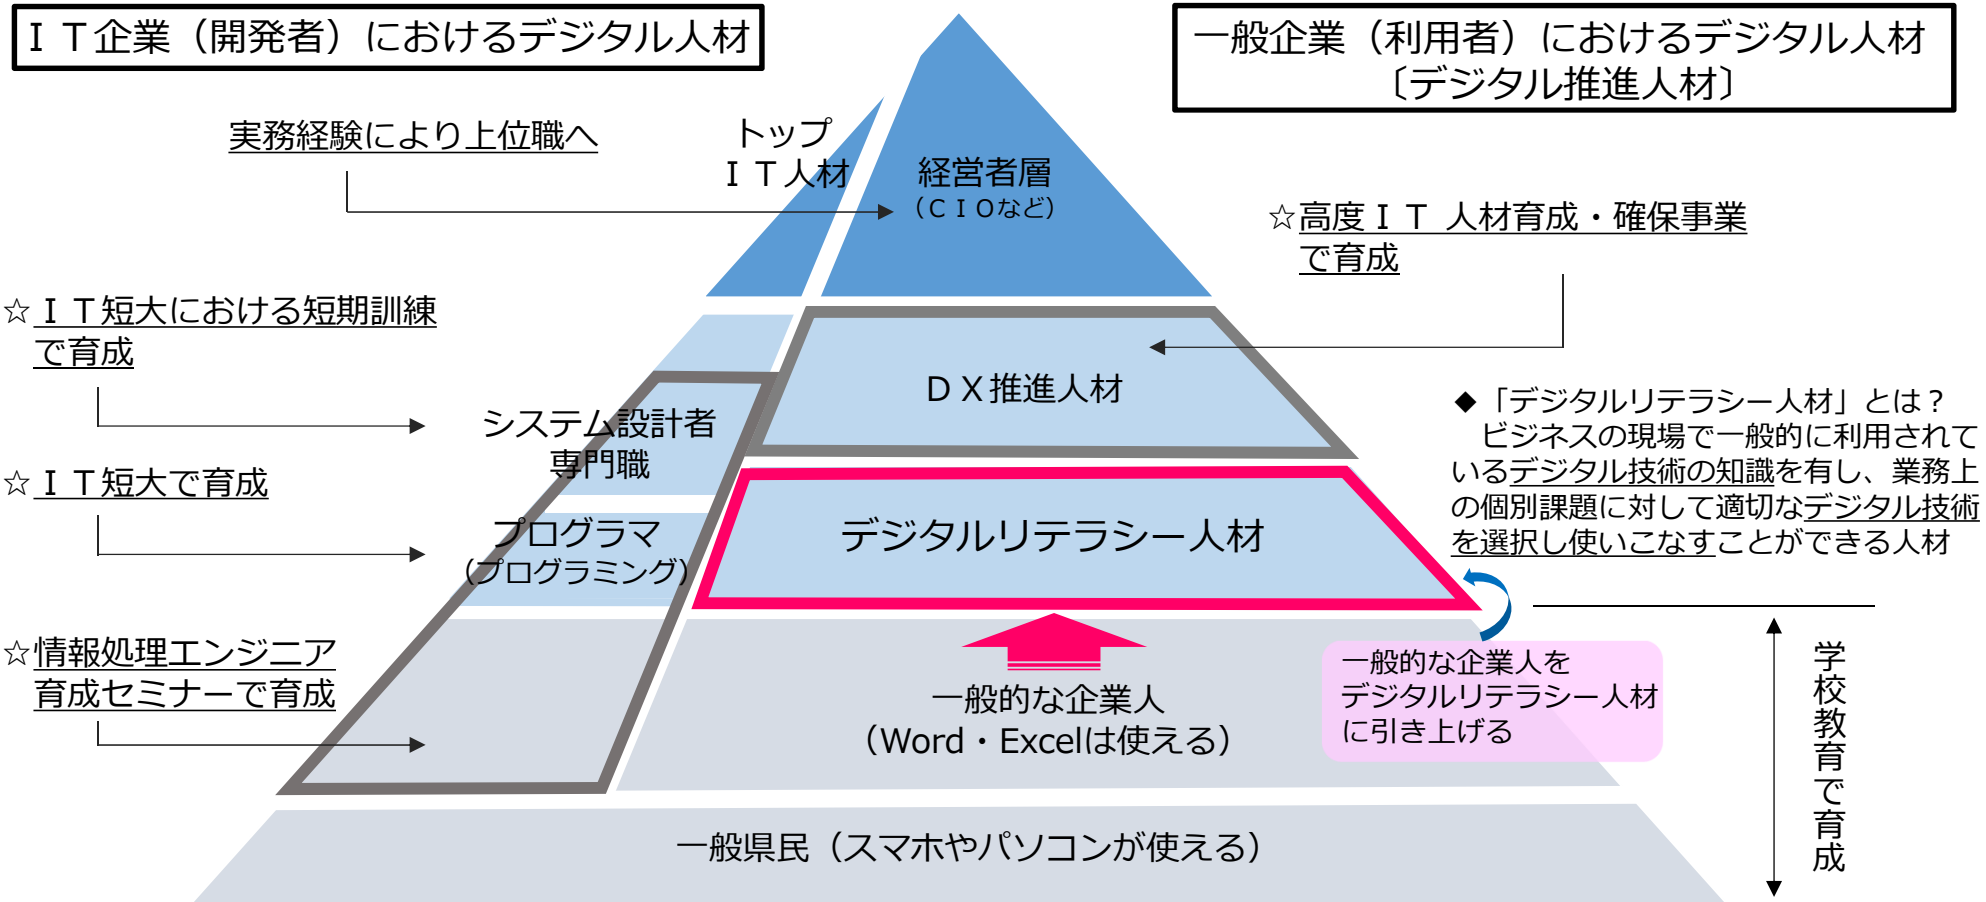 ＩＴ企業（開発者）におけるデジタル人材
一般企業（利用者）におけるデジタル人材
〔デジタル推進人材〕
実務経験により上位職へ
トップ
ＩＴ人材
経営者層
（ＣＩＯなど）
☆高度ＩＴ 人材育成・確保事業
で育成
☆ＩＴ短大における短期訓練
で育成
ＤＸ推進人材
システム設計者
専門職
◆「デジタルリテラシー人材」とは？
ビジネスの現場で一般的に利用されて
いるデジタル技術の知識を有し、業務上
の個別課題に対して適切なデジタル技術
を選択し使いこなすことができる人材
☆ＩＴ短大で育成
プログラマ
（プログラミング）
デジタルリテラシー人材
☆情報処理エンジニア
育成セミナーで育成
一般的な企業人
（Word・Excelは使える）
一般的な企業人を
デジタルリテラシー人材
に引き上げる
学校教育で育成
一般県民（スマホやパソコンが使える）